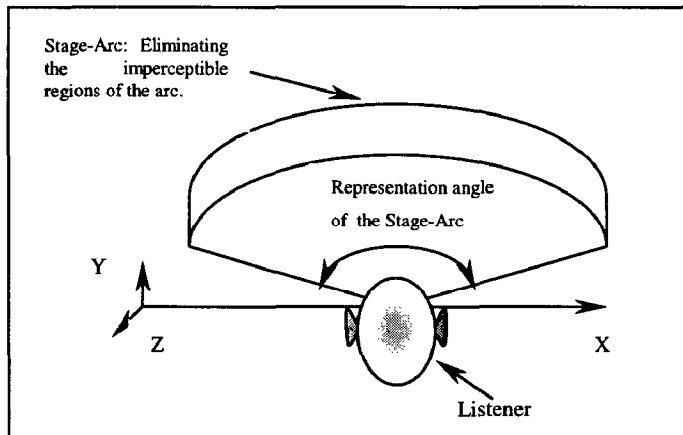 Stage-Arc: Eliminating
the imperceptible
regions of the arc.
Representation angle
of the Stage-Arc
Y
Z
X
Listener